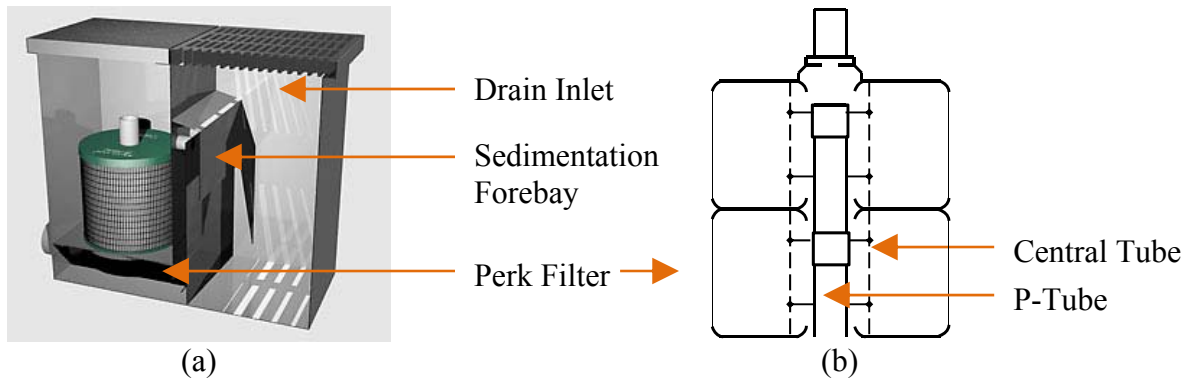 Drain Inlet
Sedimentation
Forebay
Perk Filter
Central Tube
P-Tube
(a)
(b)